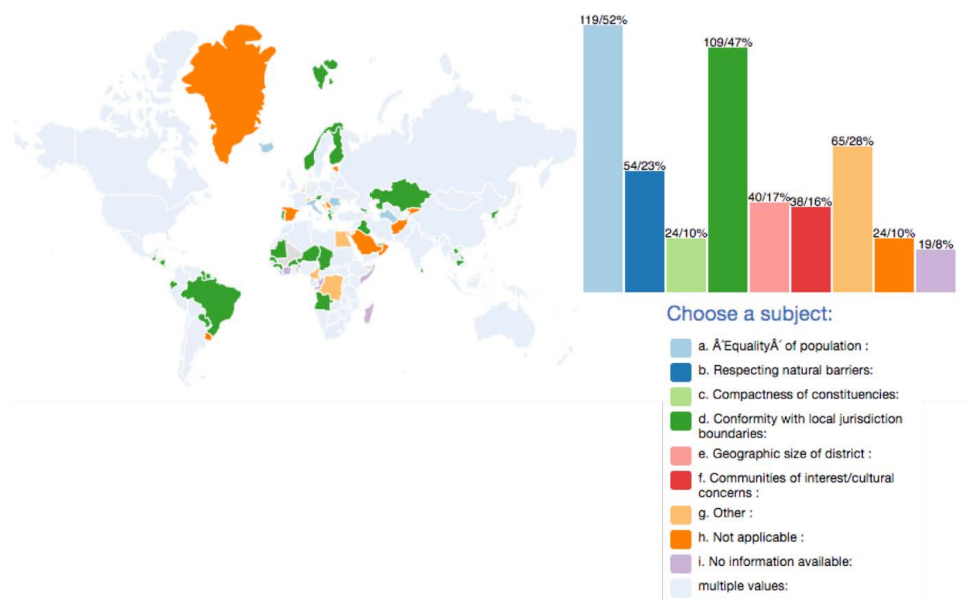 119/52%
54/23%
24/10%
109/47%
40/17%
38/16%
65/28%
24/10%
19/8%
Choose a subject:
a. Â´EqualityÂ´ of population :
b. Respecting natural barriers:
c. Compactness of constituencies:
d. Conformity with local jurisdiction
boundaries:
e. Geographic size of district :
f. Communities of interest/cultural
concerns :
g. Other :
h. Not applicable :
i. No information available:
multiple values: